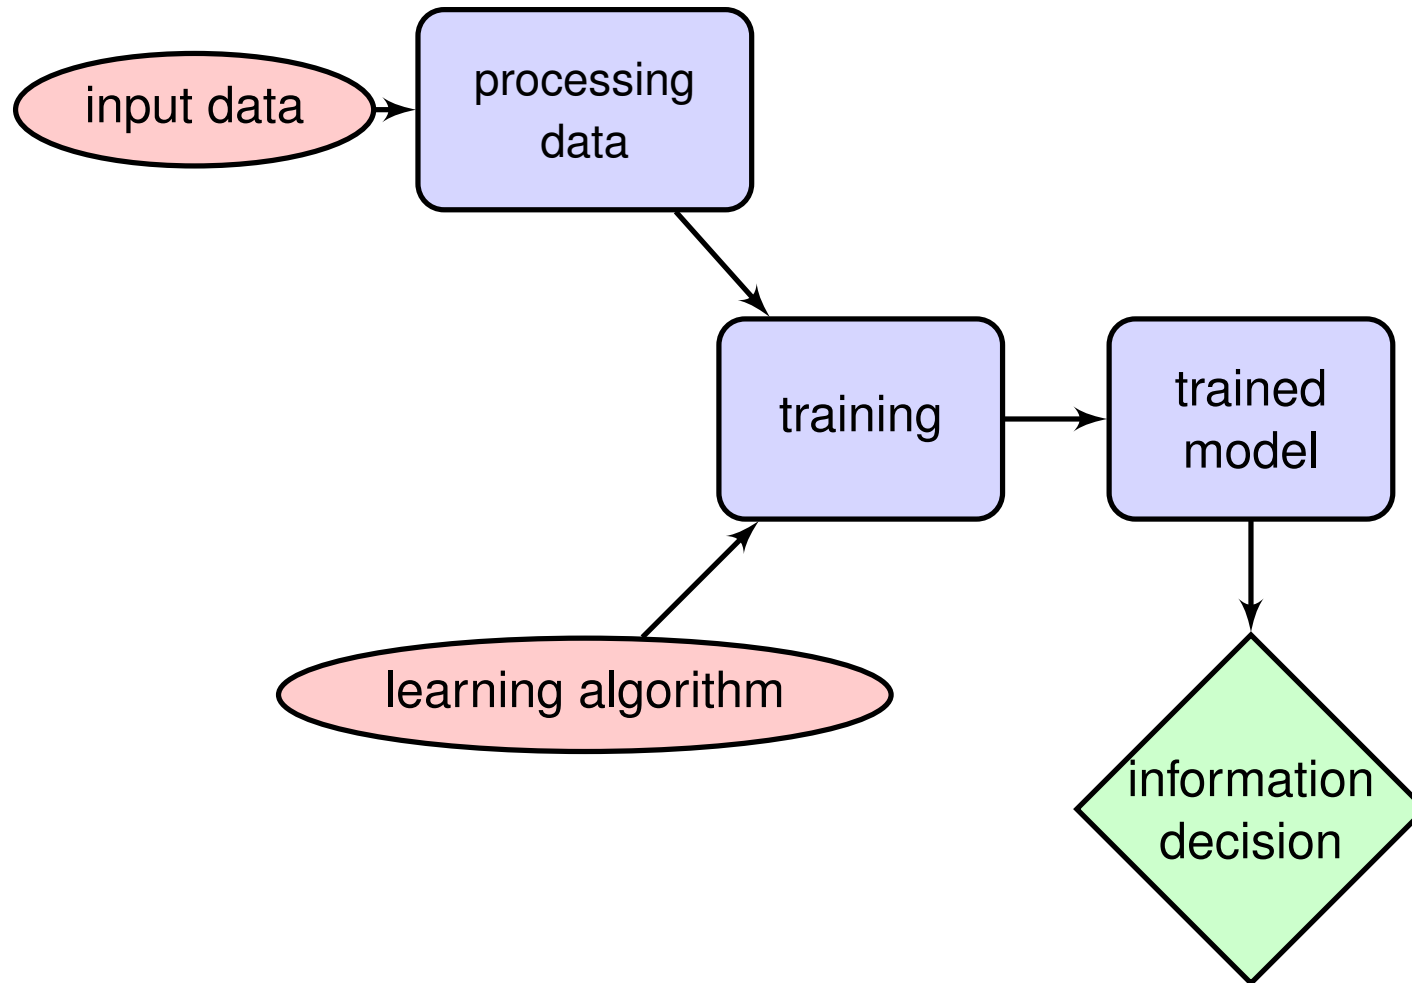 input data
processing
data
training
trained
model
learning algorithm
information
decision